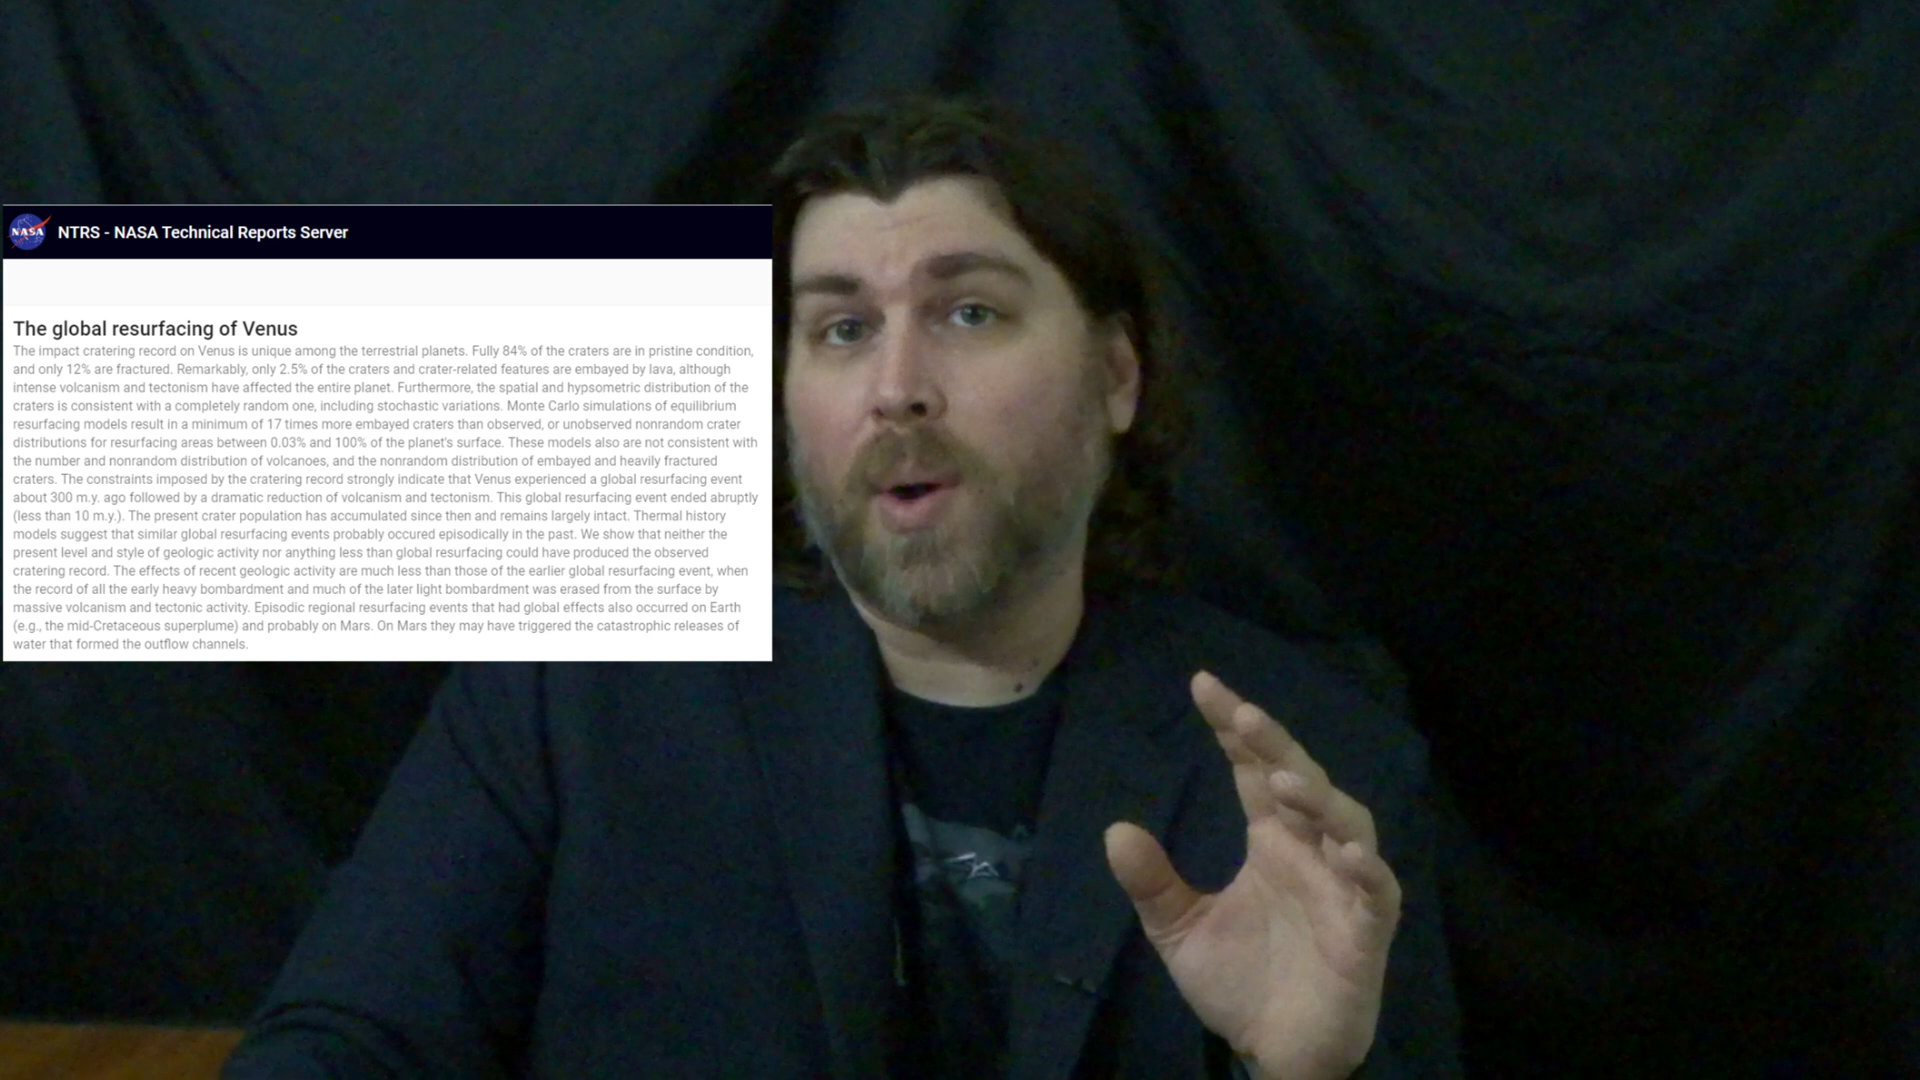 NASA
NTRS - NASA Technical Reports Server
The global resurfacing of Venus
The impact cratering record on Venus is unique among the terrestrial planets. Fully 84% of the craters are in pristine condition,
and only 12% are fractured. Remarkably, only 2.5% of the craters and crater-related features are embayed by lava, although
intense volcanism and tectonism have affected the entire planet. Furthermore, the spatial and hypsometric distribution of the
craters is consistent with a completely random one, including stochastic variations. Monte Carlo simulations of equilibrium
resurfacing models result in a minimum of 17 times more embayed craters than observed, or unobserved nonrandom crater
distributions for resurfacing areas between 0.03% and 100% of the planet's surface. These models also are not consistent with
the number and nonrandom distribution of volcanoes, and the nonrandom distribution of embayed and heavily fractured
craters. The constraints imposed by the cratering record strongly indicate that Venus experienced a global resurfacing event
about 300 m.y. ago followed by a dramatic reduction of volcanism and tectonism. This global resurfacing event ended abruptly
(less than 10 m.y.). The present crater population has accumulated since then and remains largely intact. Thermal history
models suggest that similar global resurfacing events probably occured episodically in the past. We show that neither the
present level and style of geologic activity nor anything less than global resurfacing could have produced the observed
cratering record. The effects of recent geologic activity are much less than those of the earlier global resurfacing event, when
the record of all the early heavy bombardment and much of the later light bombardment was erased from the surface by
massive volcanism and tectonic activity. Episodic regional resurfacing events that had global effects also occurred on Earth
(e.g., the mid-Cretaceous superplume) and probably on Mars. On Mars they may have triggered the catastrophic releases of
water that formed the outflow channels.